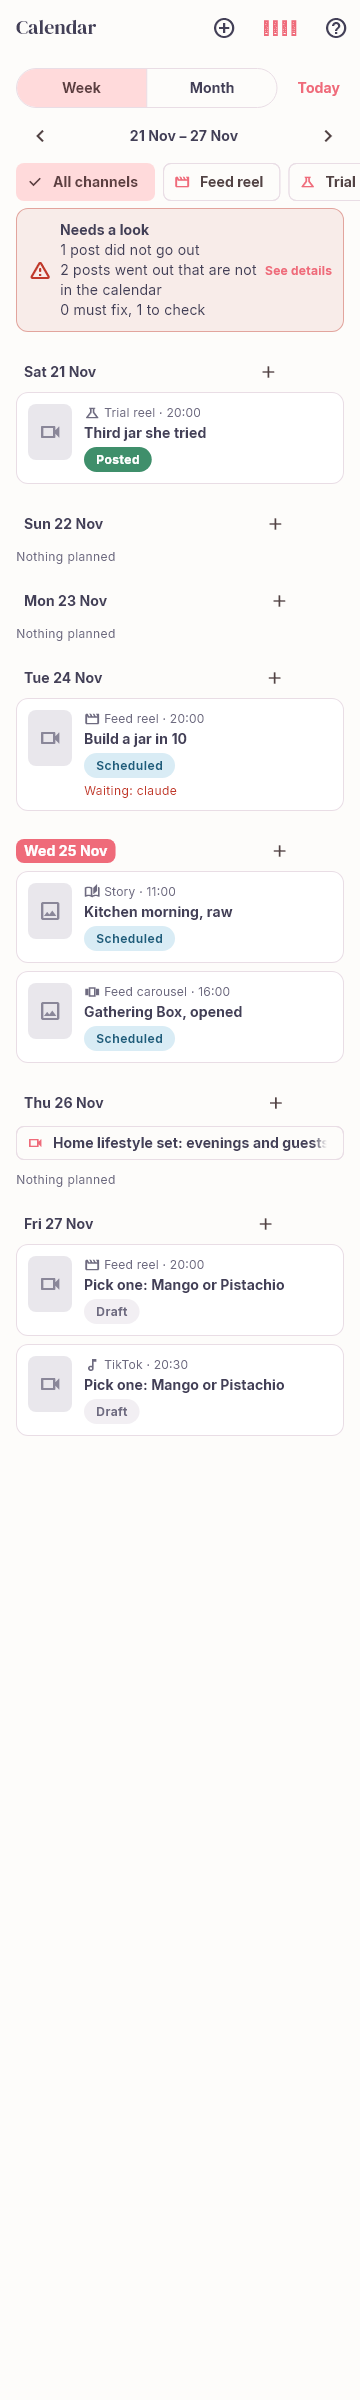 Calendar
Week
Month
Today
21 Nov – 27 Nov
All channels
Feed reel
Trial
Needs a look
1 post did not go out
2 posts went out that are not
in the calendar
0 must fix, 1 to check
See details
Sat 21 Nov
Trial reel · 20:00
Third jar she tried
Posted
Sun 22 Nov
Nothing planned
Mon 23 Nov
Nothing planned
Tue 24 Nov
Feed reel · 20:00
Build a jar in 10
Scheduled
Waiting: claude
Wed 25 Nov
Story · 11:00
Kitchen morning, raw
Scheduled
Feed carousel · 16:00
Gathering Box, opened
Scheduled
Thu 26 Nov
Home lifestyle set: evenings and guests
Nothing planned
Fri 27 Nov
Feed reel · 20:00
Pick one: Mango or Pistachio
Draft
TikTok · 20:30
Pick one: Mango or Pistachio
Draft